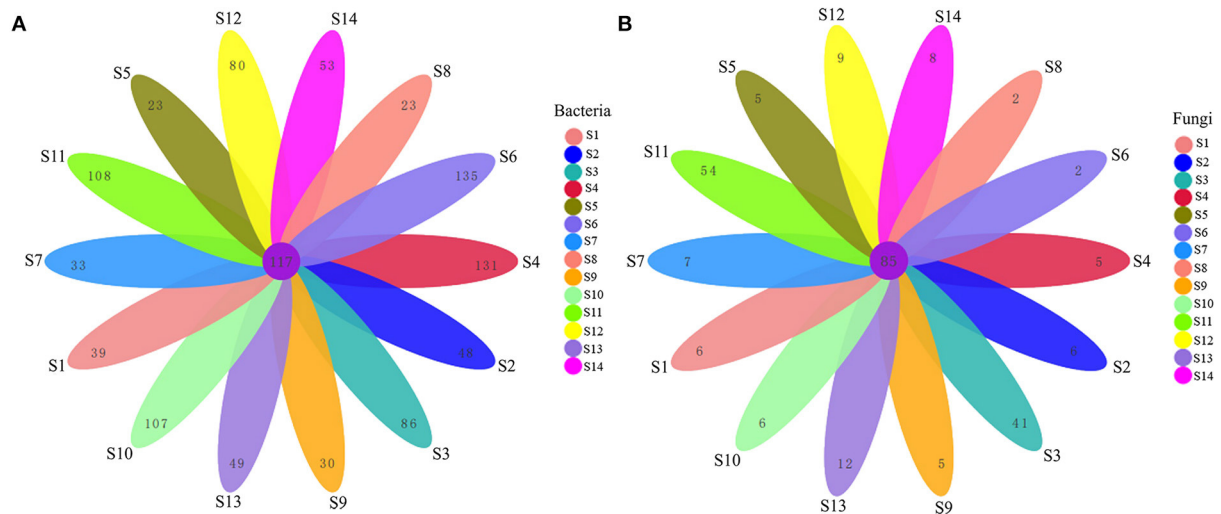 A
S12
S14
S5
80
53
S8
23
23
S11
S6
108
135
S7
33
117
131
S4
39
48
S1
S2
107
86
S10
49
30
S3
S13
S9
Bacteria
S1
S2
S3
S4
S5
S6
S7
S8
S9
S10
S11
S12
S13
S14
B
S12
S14
S5
9
8
S8
5
2
S11
S6
54
2
S7
7
85
5
S4
6
6
S1
S2
6
41
S10
12
5
S3
S13
S9
Fungi
S1
S2
S3
S4
S5
S6
S7
S8
S9
S10
S11
S12
S13
S14